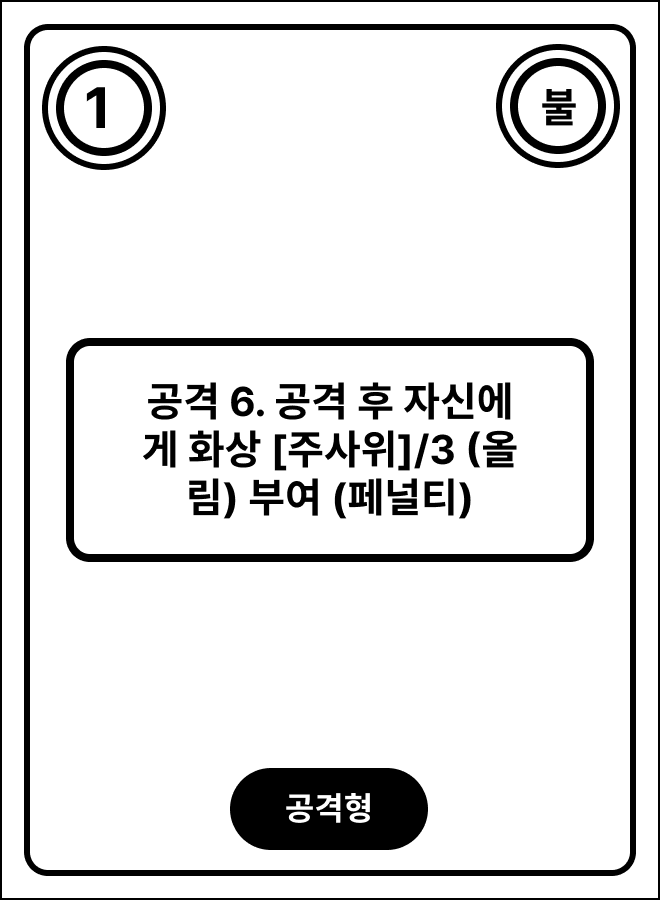 1
불
공격 6. 공격 후 자신에
게 화상 [주사위]/3 (올
림) 부여 (페널티)
공격형